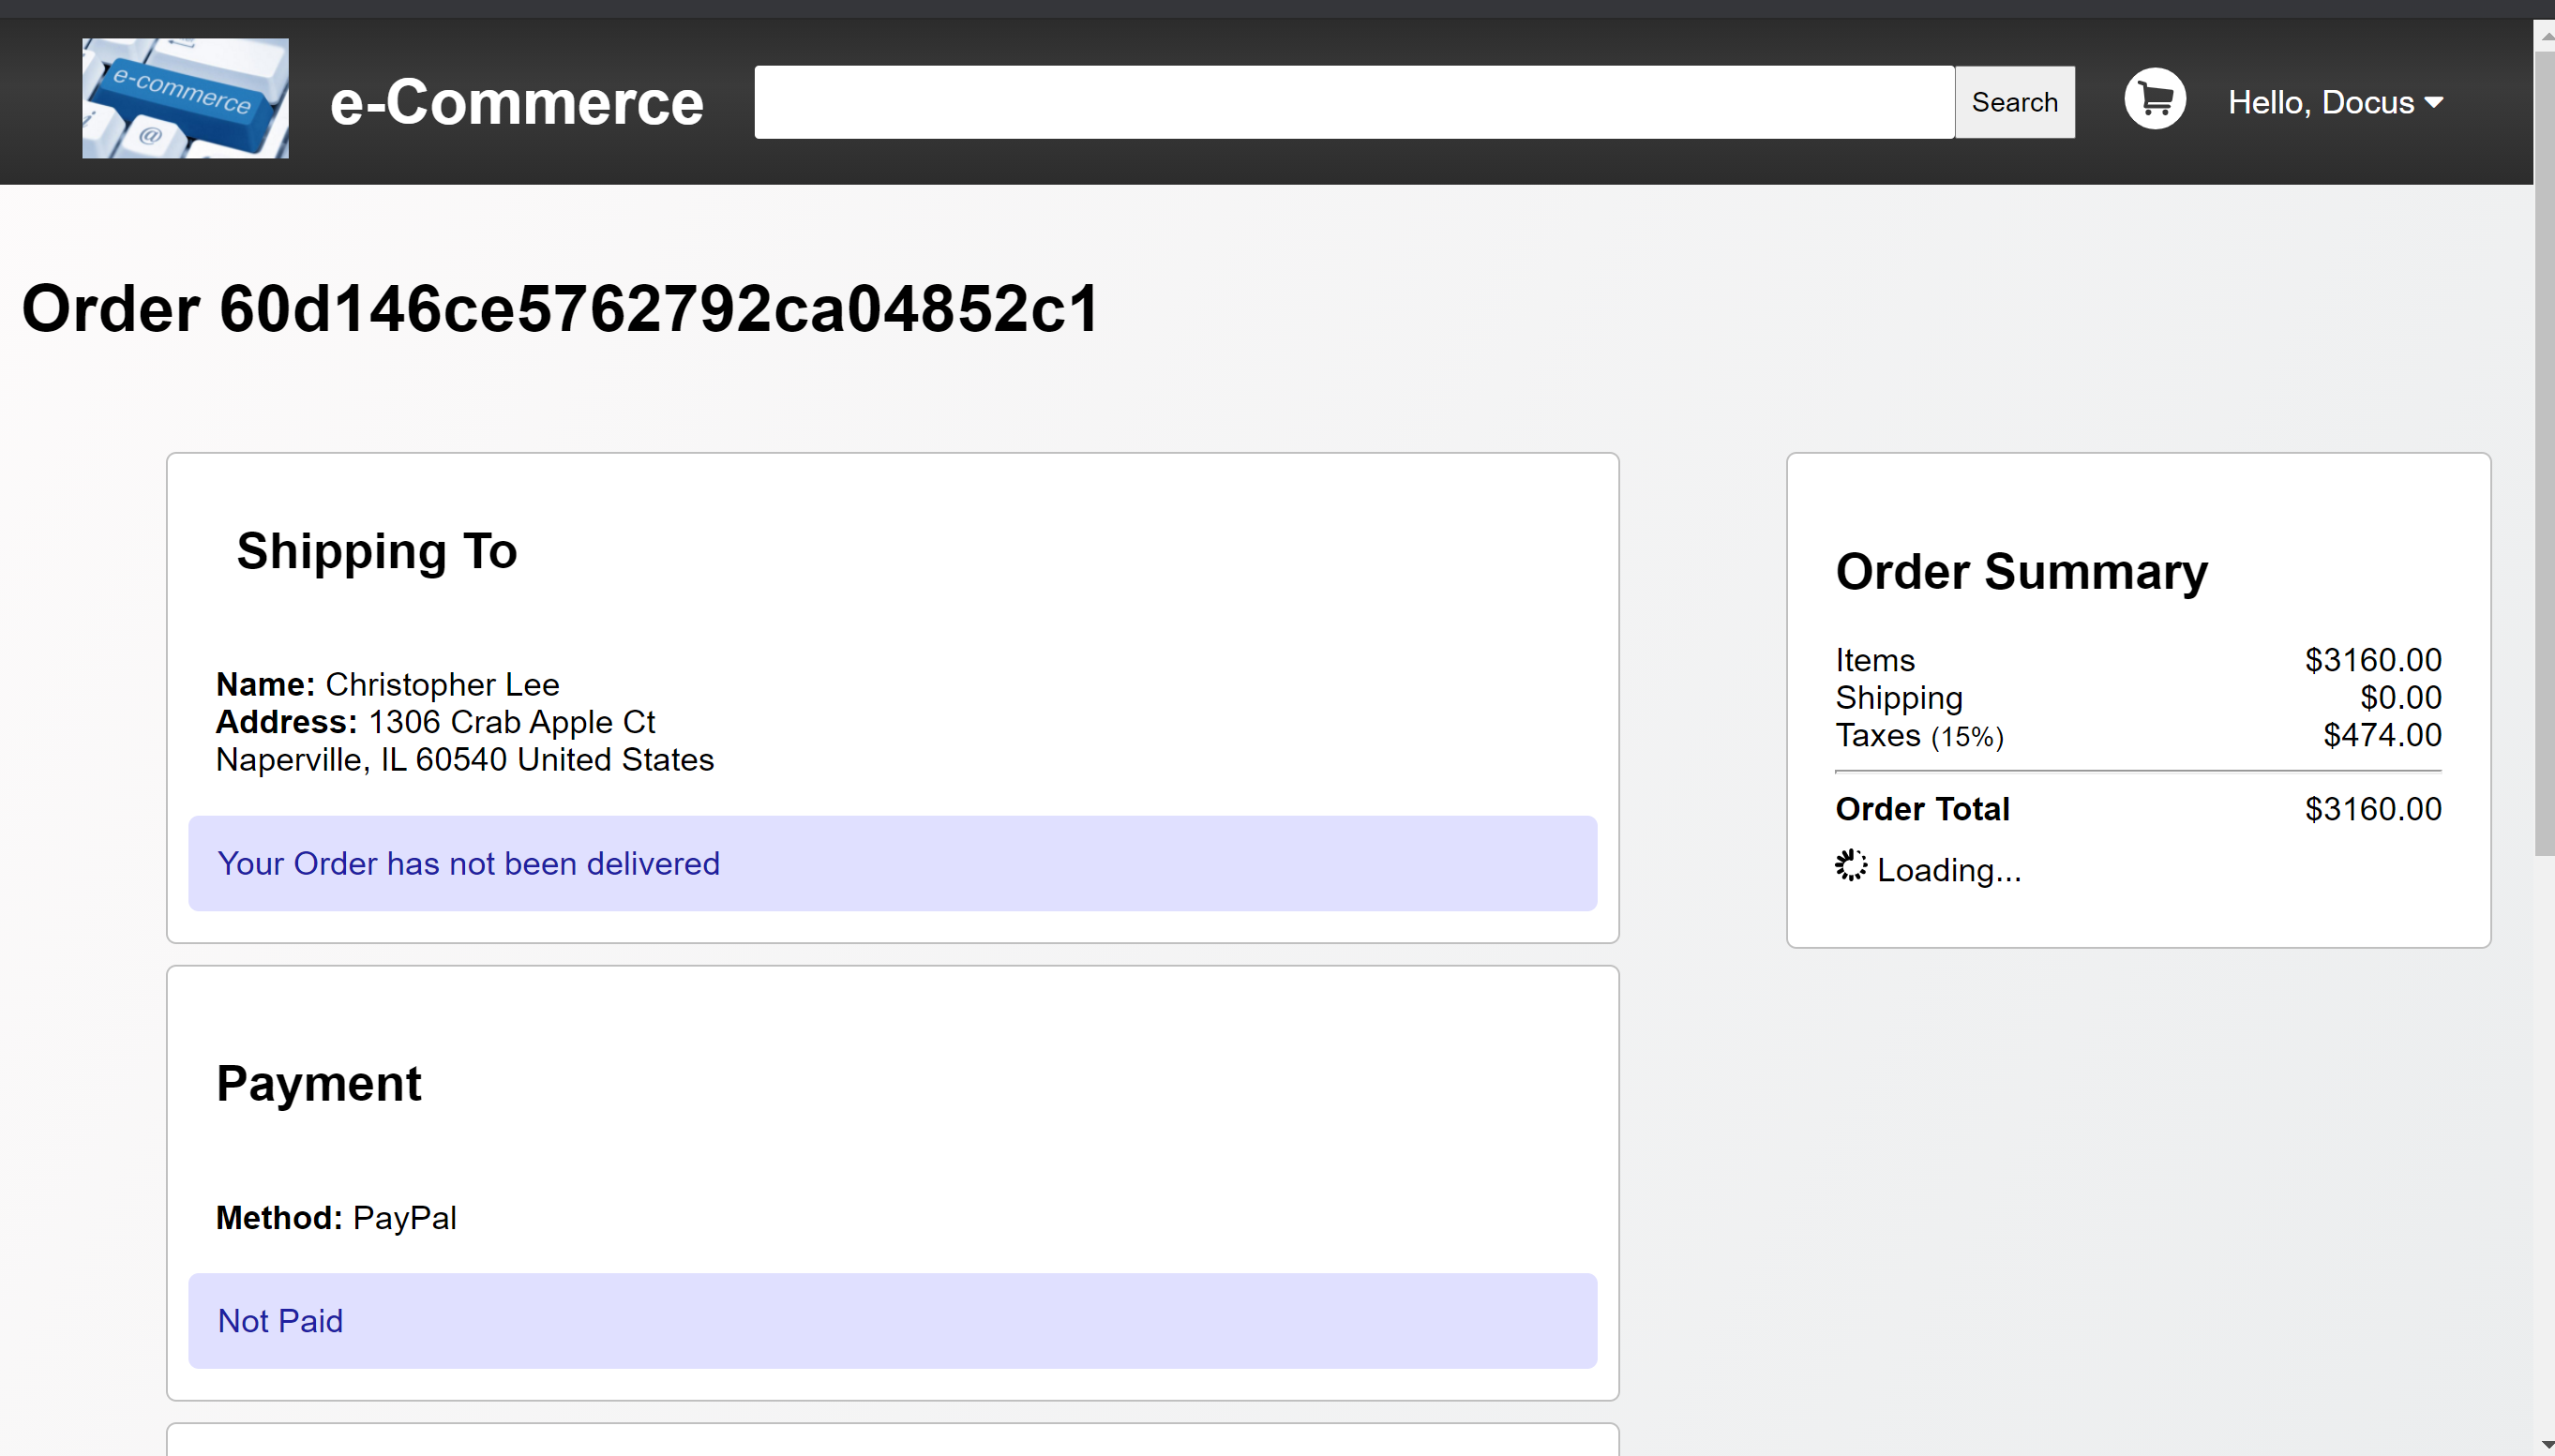 e-commerce
@
i
e-Commerce
Search
Hello, Docus
Order 60d146ce5762792ca04852c1
Shipping To
Name: Christopher Lee
Address: 1306 Crab Apple Ct
Naperville, IL 60540 United States
Your Order has not been delivered
Payment
Method: PayPal
Not Paid
Order Summary
Items $3160.00
Shipping $0.00
Taxes (15%) $474.00
Order Total $3160.00
Loading...